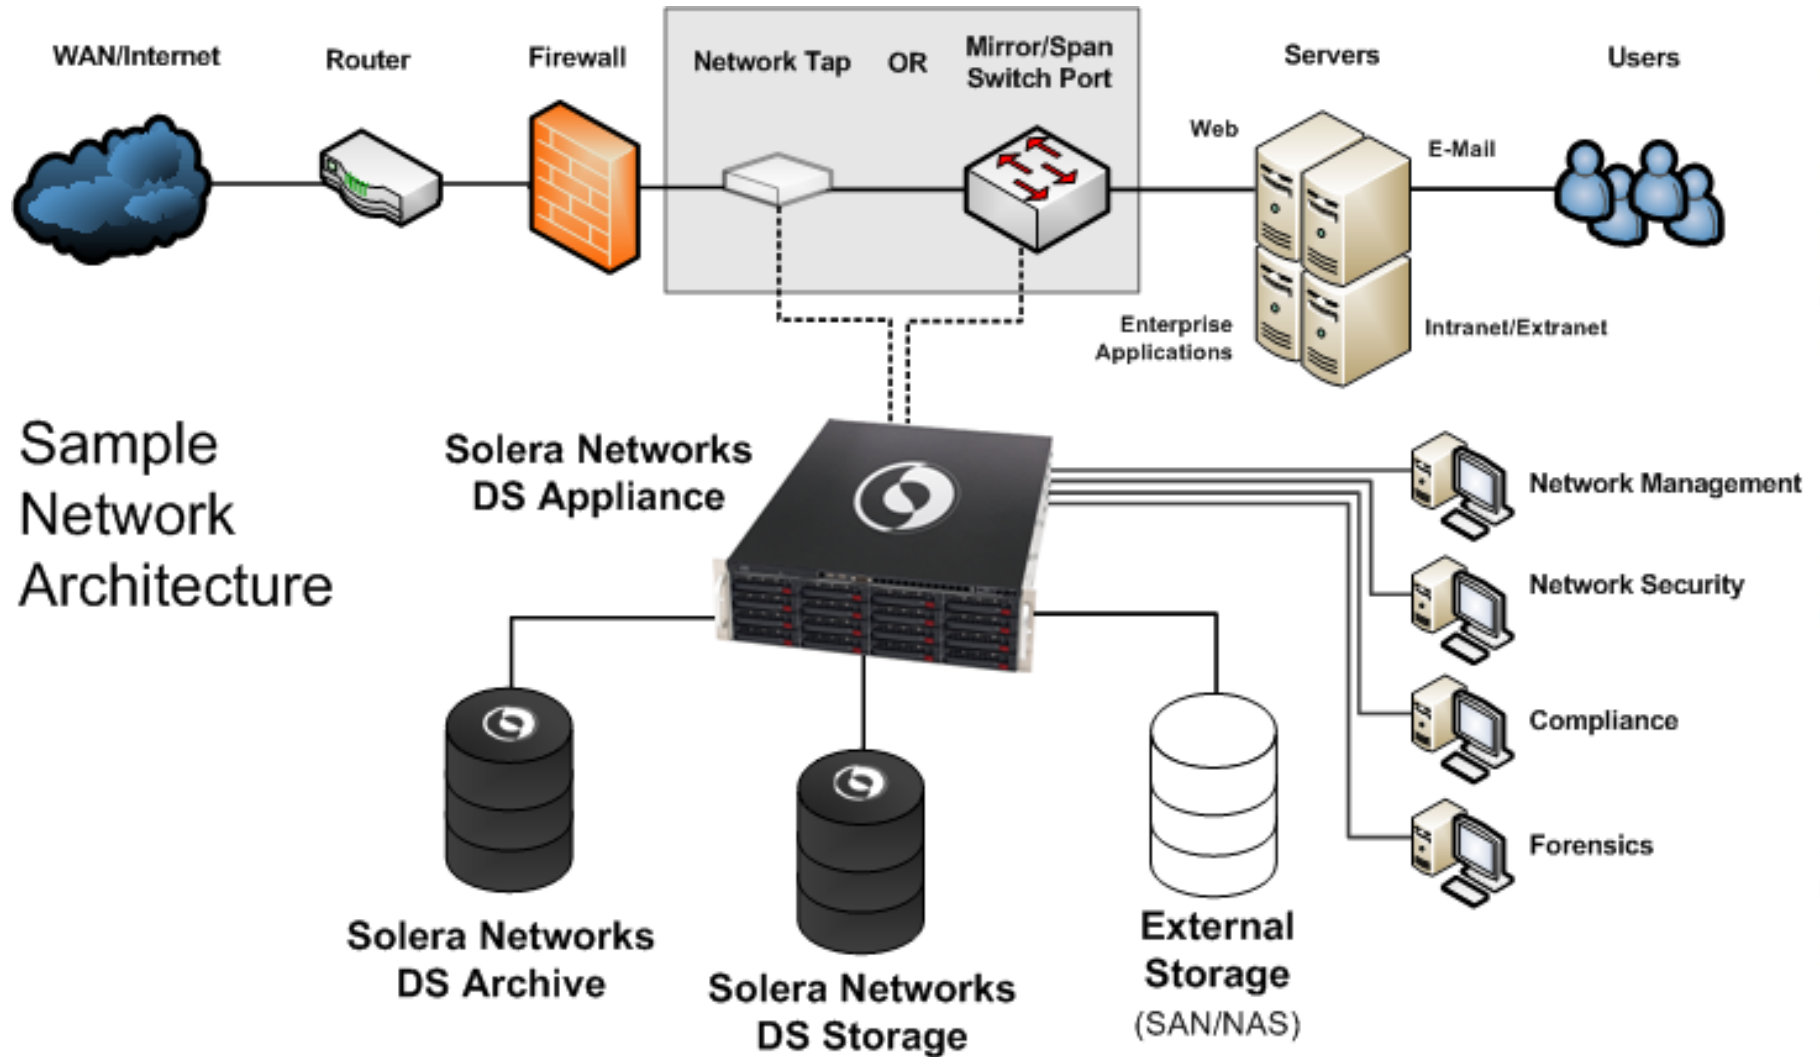 WAN/Internet
Router
Firewall
Network Tap
OR
Mirror/Span
Switch Port
Servers
Users
Web
E-Mail
Enterprise
Applications
Intranet/Extranet
Sample
Network
Architecture
Solera Networks
DS Appliance
Network Management
Network Security
Compliance
Forensics
Solera Networks
DS Archive
Solera Networks
DS Storage
External
Storage
(SAN/NAS)